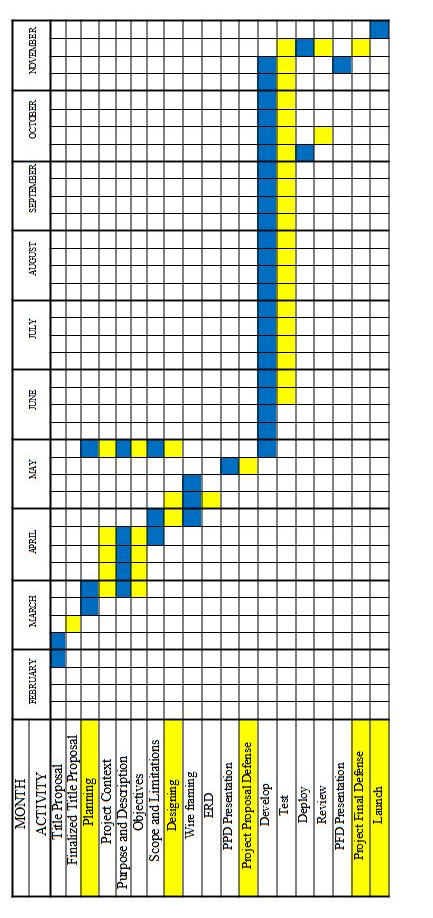 MONTH
FEBRUARY
MARCH
APRIL
MAY
JUNE
JULY
AUGUST
SEPTEMBER
OCTOBER
NOVEMBER
ACTIVITY
Title Proposal
Finalized Title Proposal
Planning
Project Context
Purpose and Description
Objectives
Scope and Limitations
Designing
Wire framing
ERD
PPD Presentation
Project Proposal Defense
Develop
Test
Deploy
Review
PFD Presentation
Project Final Defense
Launch